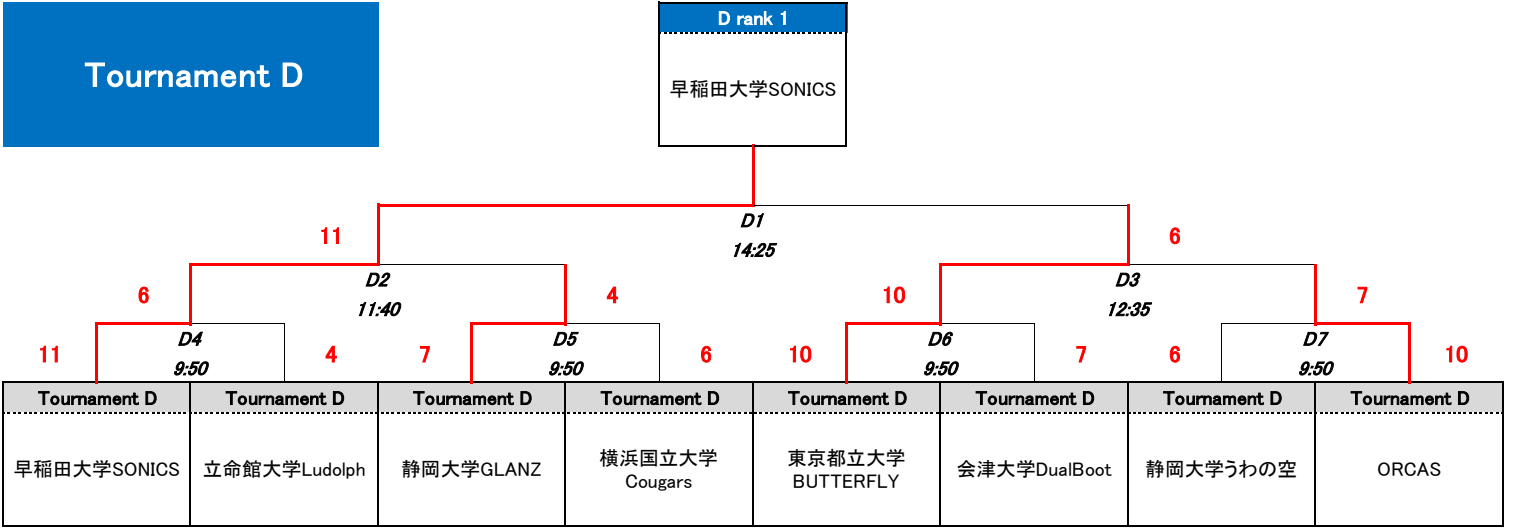 Tournament D
D rank 1
早稲田大学SONICS
D1
14:25
11
6
D2
11:40
D3
12:35
6
4
10
7
D4
9:50
D5
9:50
D6
9:50
D7
9:50
11
4
7
6
10
7
6
10
Tournament D
Tournament D
Tournament D
Tournament D
Tournament D
Tournament D
Tournament D
Tournament D
早稲田大学SONICS
立命館大学Ludolph
静岡大学GLANZ
横浜国立大学
Cougars
東京都立大学
BUTTERFLY
会津大学DualBoot
静岡大学うわの空
ORCAS